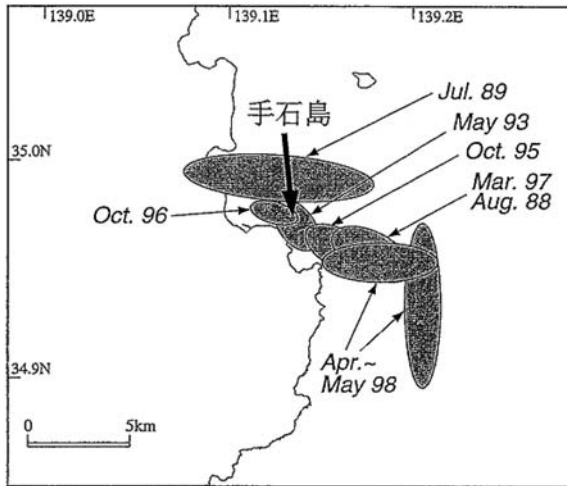 139.0E
139.1E
139.2E
Jul. 89
手石島
May 93
35.0N
Oct. 95
Mar. 97
Aug. 88
Oct. 96
Apr.~
May 98
34.9N
0
5km